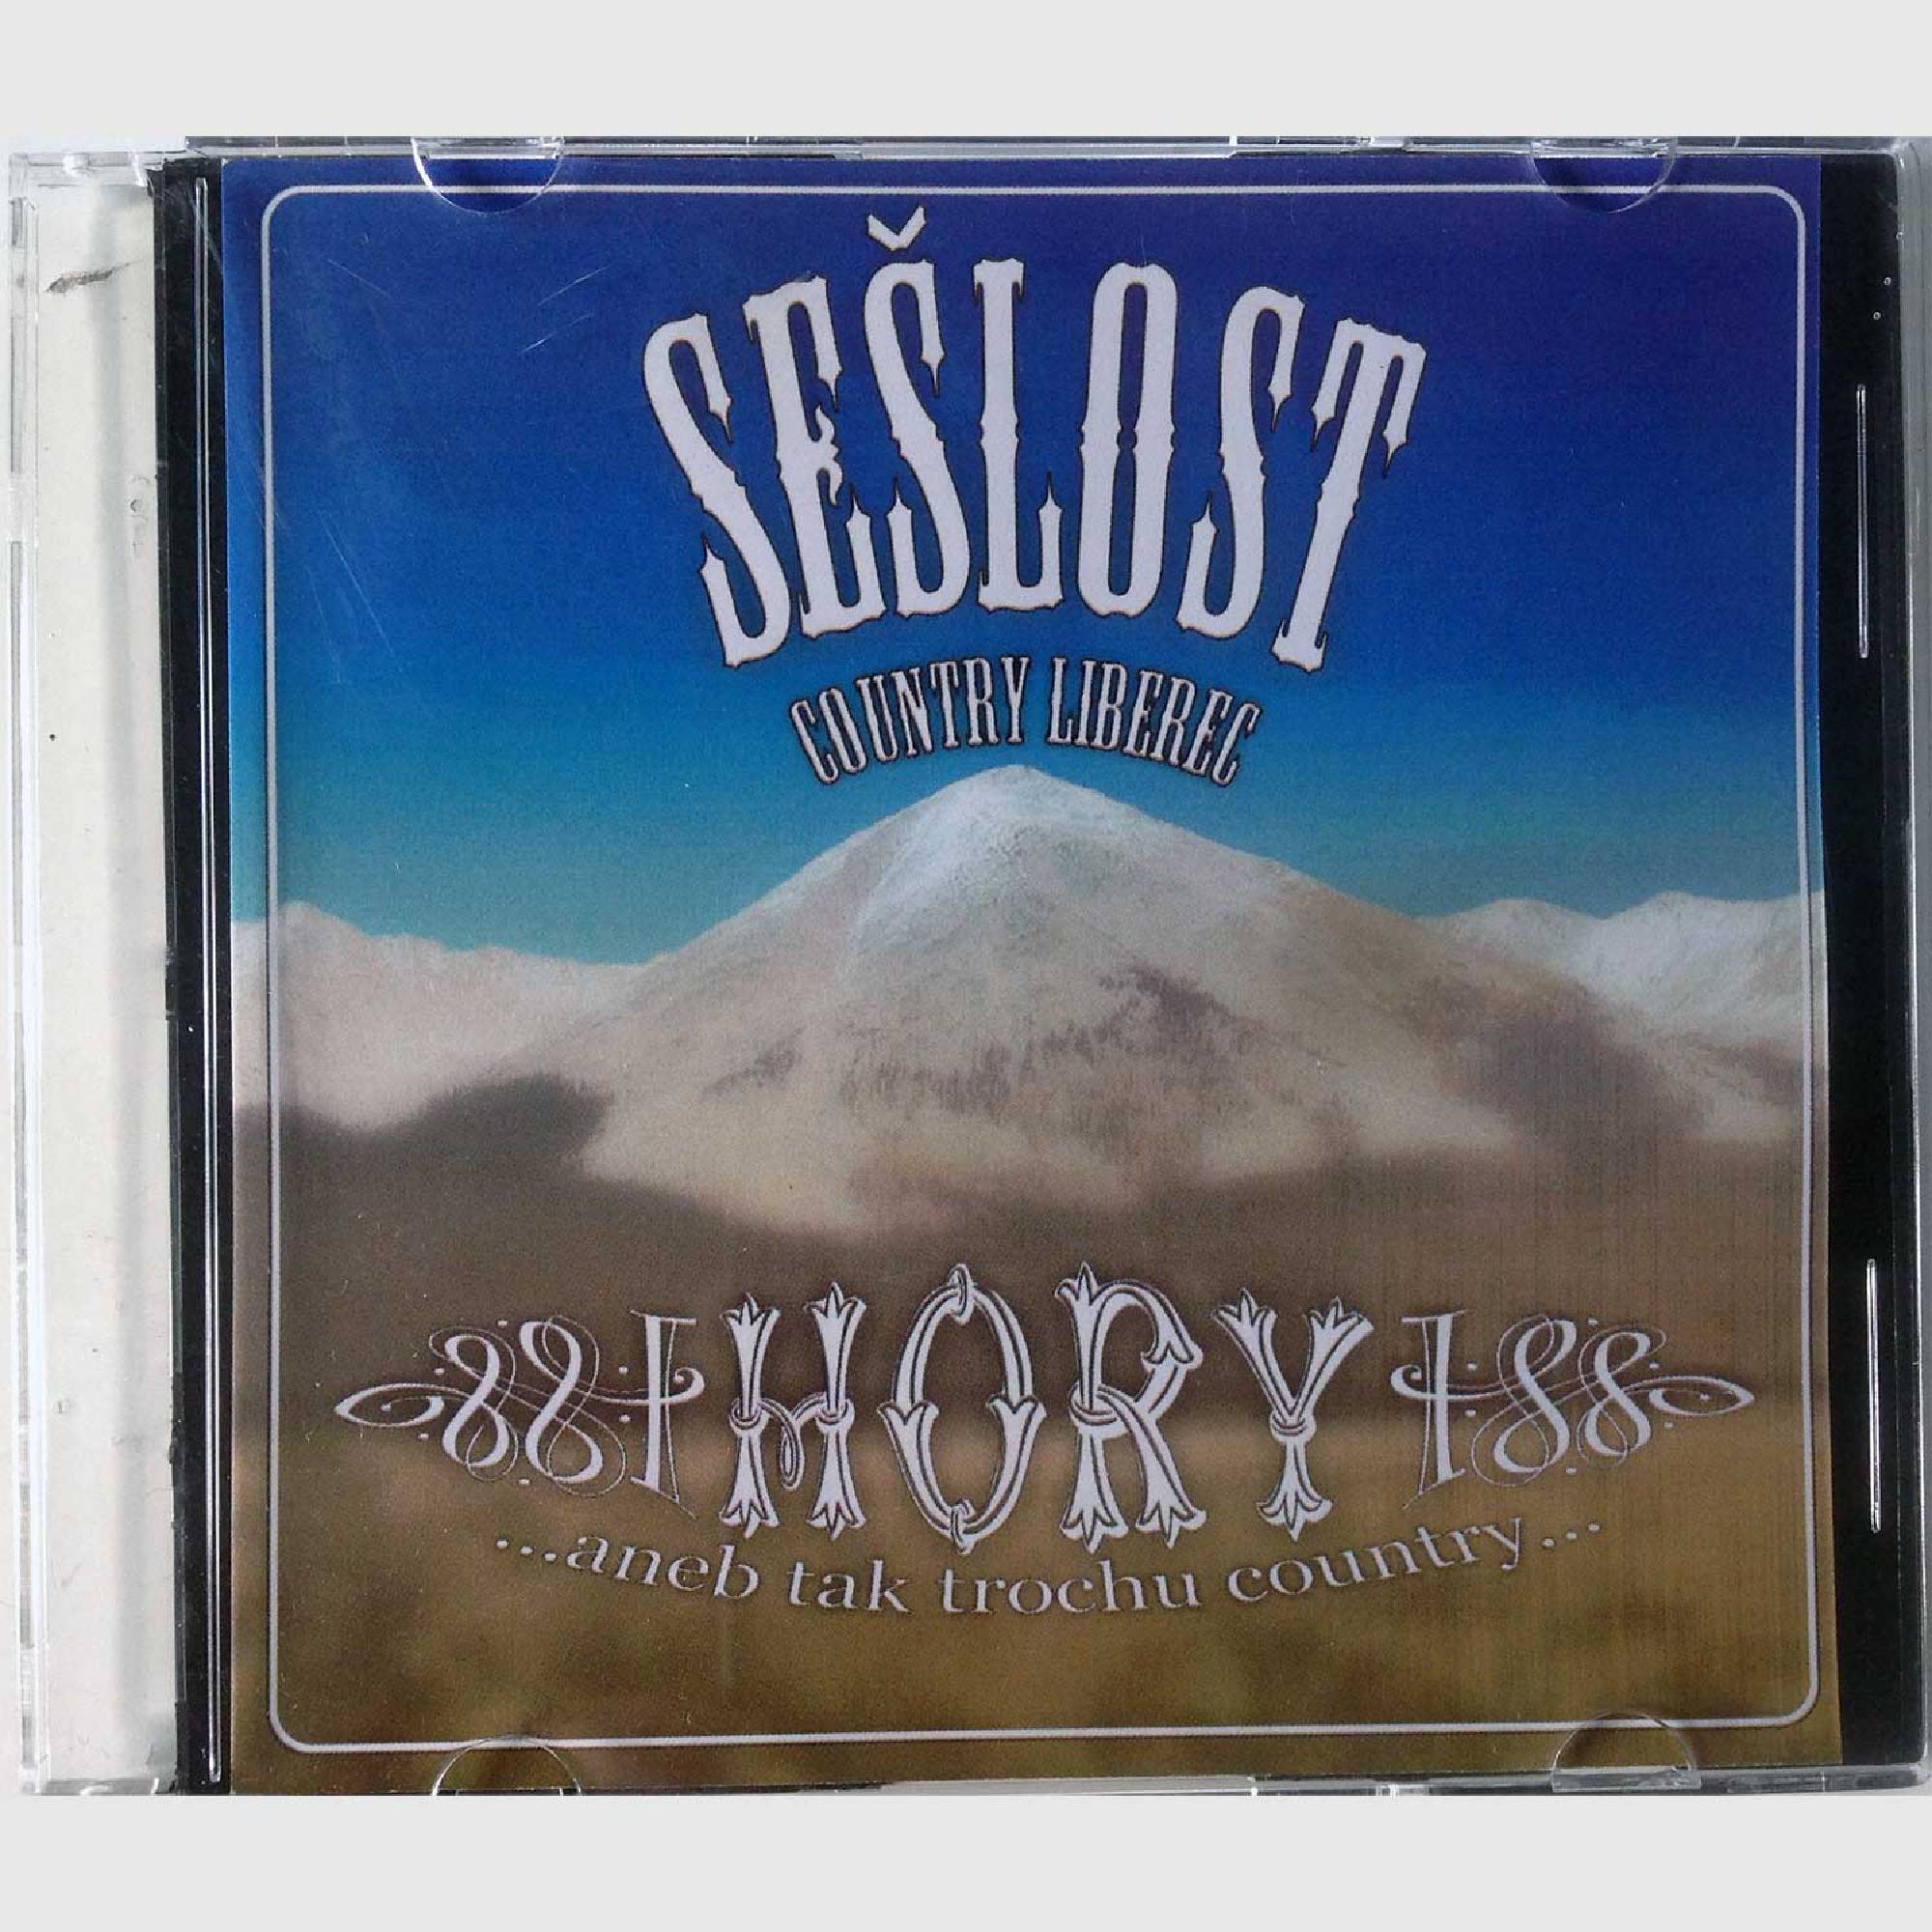 SEŠLOST
COUNTRY LIBEREC
HORY
...aneb tak trochu country...